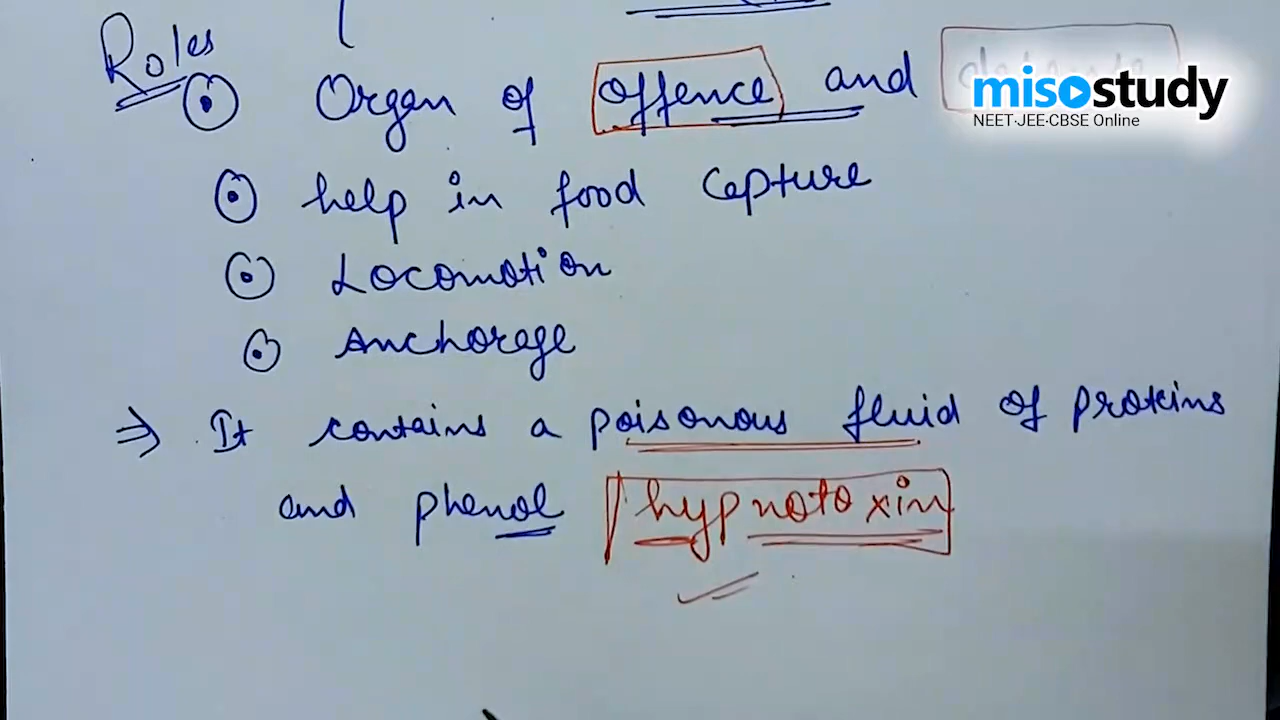 Roles
Organ of offence and
help in food capture
Locomotion
Anchorage
⇒ It contains a poisonous fluid of proteins
and phenol hypnotoxin
misostudy
NEET·JEE·CBSE Online